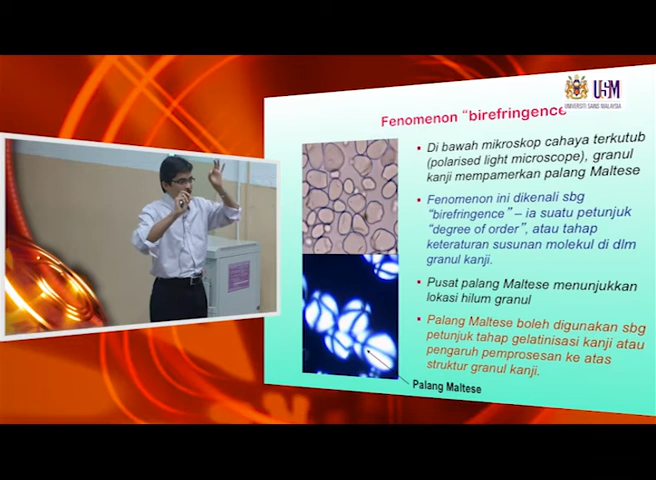 USM
UNIVERSITI SAINS MALAYSIA
Fenomenon “birefringence”
Di bawah mikroskop cahaya terkutub
(polarised light microscope), granul
kanji mempamerkan palang Maltese
Fenomenon ini dikenali sbg
“birefringence” – ia suatu petunjuk
“degree of order”, atau tahap
keteraturan susunan molekul di dlm
granul kanji.
Pusat palang Maltese menunjukkan
lokasi hilum granul
Palang Maltese boleh digunakan sbg
petunjuk tahap gelatinisasi kanji atau
pengaruh pemprosesan ke atas
struktur granul kanji.
Palang Maltese